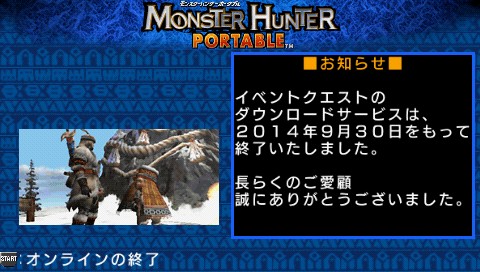 モンスターハンターポータブル
MONSTER HUNTER
PORTABLE™
■お知らせ■
イベントクエストの
ダウンロードサービスは、
２０１４年９月３０日をもって
終了いたしました。
長らくのご愛顧
誠にありがとうございました。
START：オンラインの終了